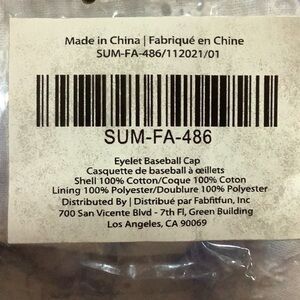 Made in China | Fabriqué en Chine
SUM-FA-486/112021/01
SUM-FA-486
Eyelet Baseball Cap
Casquette de baseball à œillets
Shell 100% Cotton/Coque 100% Coton
Lining 100% Polyester/Doublure 100% Polyester
Distributed By | Distribué par Fabfitfun, Inc
700 San Vicente Blvd - 7th Fl, Green Building
Los Angeles, CA 90069